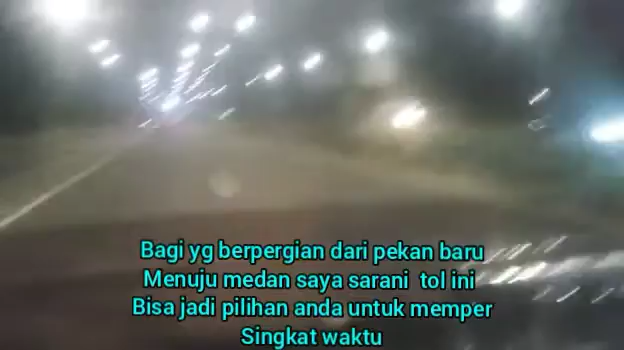 Bagi yg berpergian dari pekan baru
Menuju medan saya sarani tol ini
Bisa jadi pilihan anda untuk memper
Singkat waktu